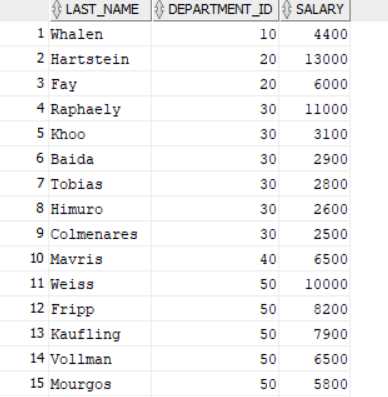 LAST_NAME DEPARTMENT_ID SALARY
1 Whalen 10 4400
2 Hartstein 20 13000
3 Fay 20 6000
4 Raphaely 30 11000
5 Khoo 30 3100
6 Baida 30 2900
7 Tobias 30 2800
8 Himuro 30 2600
9 Colmenares 30 2500
10 Mavris 40 6500
11 Weiss 50 10000
12 Fripp 50 8200
13 Kaufling 50 7900
14 Vollman 50 6500
15 Mourgos 50 5800